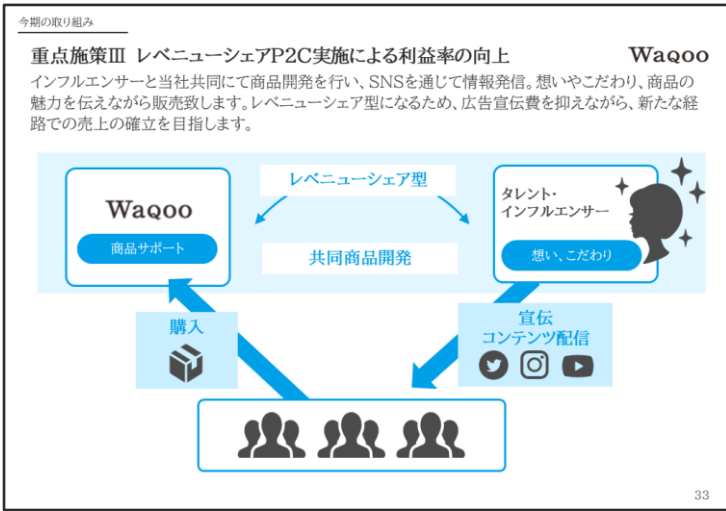 今期の取り組み
重点施策Ⅲ レベニューシェアP2C実施による利益率の向上
Waqoo
インフルエンサーと当社共同にて商品開発を行い、SNSを通じて情報発信。想いやこだわり、商品の
魅力を伝えながら販売致します。レベニューシェア型になるため、広告宣伝費を抑えながら、新たな経
路での売上の確立を目指します。
レベニューシェア型
Waqoo
商品サポート
タレント・
インフルエンサー
想い、こだわり
共同商品開発
購入
宣伝
コンテンツ配信
33